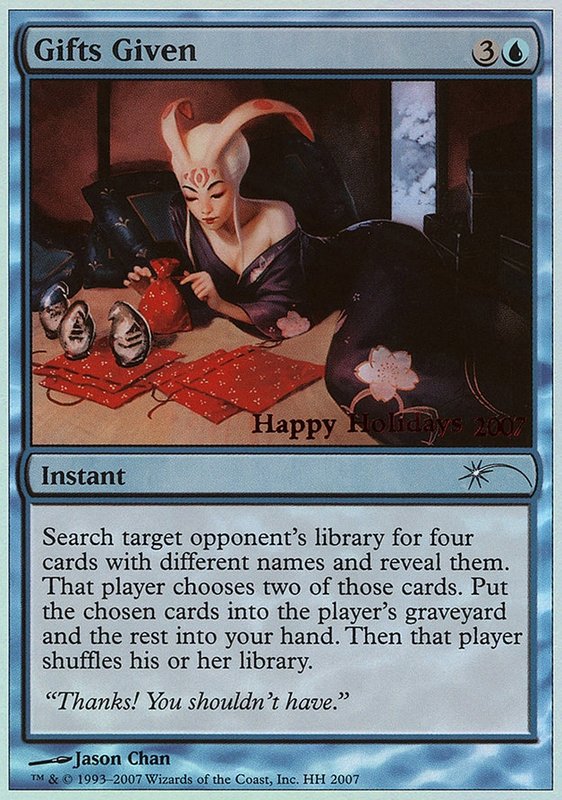 Gifts Given 3
Happy Holidays 2007
Instant
Search target opponent's library for four
cards with different names and reveal them.
That player chooses two of those cards. Put
the chosen cards into the player's graveyard
and the rest into your hand. Then that player
shuffles his or her library.
“Thanks! You shouldn't have.”
Jason Chan
™ & © 1993–2007 Wizards of the Coast, Inc. HH 2007